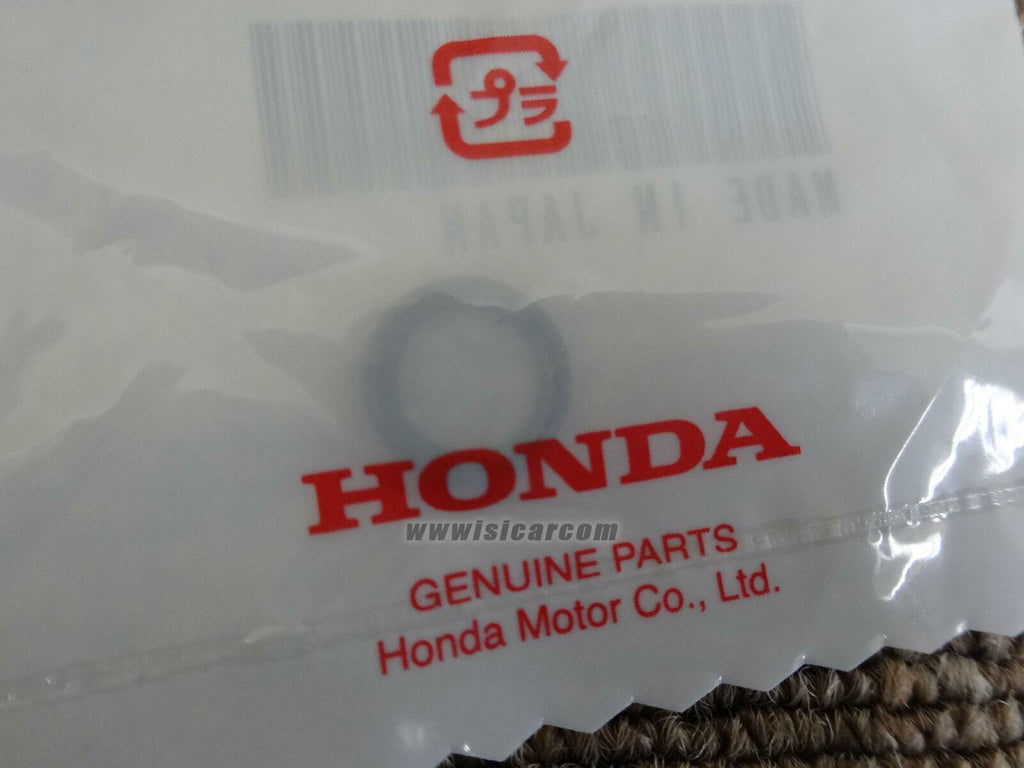 プラ
MADE IN JAPAN
HONDA
wwwisicarcom
GENUINE PARTS
Honda Motor Co., Ltd.